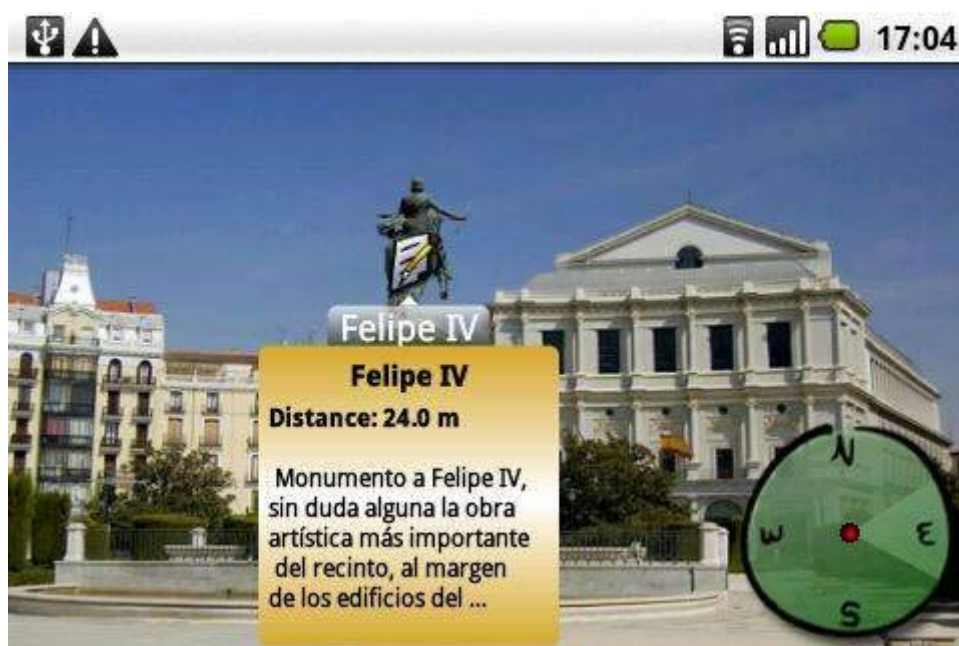 17:04
Felipe IV
Felipe IV
Distance: 24.0 m
Monumento a Felipe IV,
sin duda alguna la obra
artística más importante
del recinto, al margen
de los edificios del ...
N
W
E
S